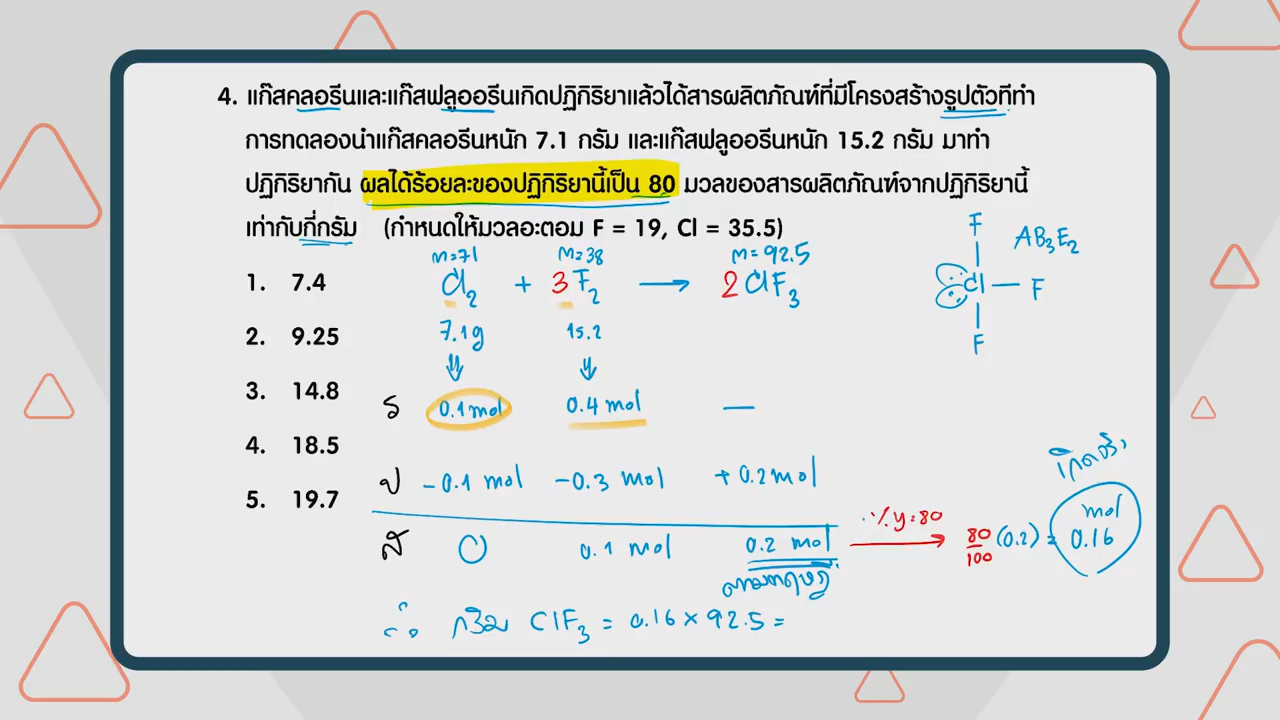 4. แก๊สคลอรีนและแก๊สฟลูออรีนเกิดปฏิกิริยาแล้วได้สารผลิตภัณฑ์ที่มีโครงสร้างรูปตัวทีทำ
การทดลองนำแก๊สคลอรีนหนัก 7.1 กรัม และแก๊สฟลูออรีนหนัก 15.2 กรัม มาทำ
ปฏิกิริยากัน ผลได้ร้อยละของปฏิกิริยานี้เป็น 80 มวลของสารผลิตภัณฑ์จากปฏิกิริยานี้
เท่ากับกี่กรัม (กำหนดให้มวลอะตอม F = 19, Cl = 35.5)
1. 7.4
2. 9.25
3. 14.8
4. 18.5
5. 19.7
M=71 M=38 M=92.5
Cl₂ + 3F₂ → 2ClF₃
7.1g 15.2
ร 0.1 mol 0.4 mol —
ป -0.1 mol -0.3 mol +0.2 mol
ส 0 0.1 mol 0.2 mol
ตามทฤษฎี
% y = 80
80/100 (0.2) = 0.16 mol
เกิดจริง
∴ กรัม ClF₃ = 0.16 × 92.5 =
F
AB₃E₂
Cl — F
F